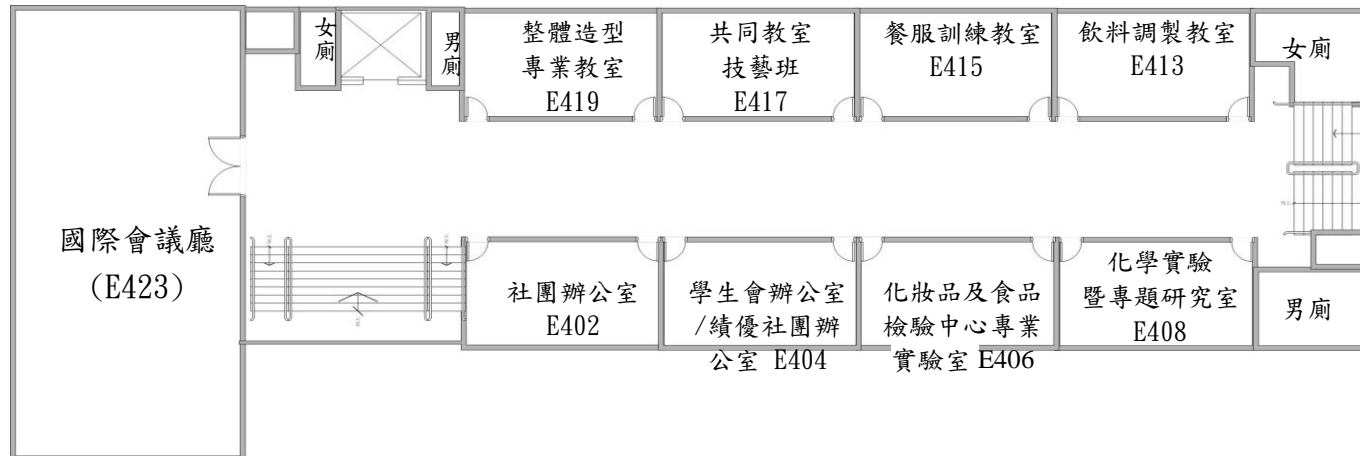 女
廁
男
廁
整體造型
專業教室
E419
共同教室
技藝班
E417
餐服訓練教室
E415
飲料調製教室
E413
女廁
國際會議廳
(E423)
社團辦公室
E402
學生會辦公室
/績優社團辦
公室 E404
化妝品及食品
檢驗中心專業
實驗室 E406
化學實驗
暨專題研究室
E408
男廁